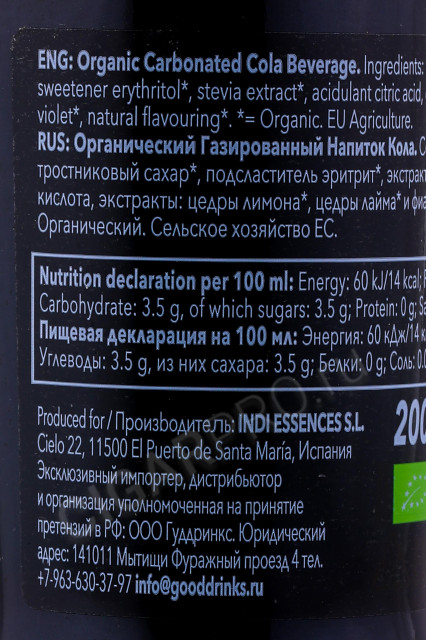 ENG: Organic Carbonated Cola Beverage. Ingredients:
sweetener erythritol*, stevia extract*, acidulant citric acid,
violet*, natural flavouring*. *= Organic. EU Agriculture.
RUS: Органический Газированный Напиток Кола. С
тростниковый сахар*, подсластитель эритрит*, экстракт
кислота, экстракты: цедры лимона*, цедры лайма* и фиа
Органический. Сельское хозяйство ЕС.
Nutrition declaration per 100 ml: Energy: 60 kJ/14 kcal;
Carbohydrate: 3.5 g, of which sugars: 3.5 g; Protein: 0 g; Sa
Пищевая декларация на 100 мл: Энергия: 60 кДж/14 к
Углеводы: 3.5 g, из них сахара: 3.5 g; Белки: 0 g; Соль: 0.0
Produced for / Производитель: INDI ESSENCES S.L.
Cielo 22, 11500 El Puerto de Santa María, Испания
Эксклюзивный импортер, дистрибьютор
и организация уполномоченная на принятие
претензий в РФ: ООО Гуддринкс. Юридический
адрес: 141011 Мытищи Фуражный проезд 4 тел.
+7-963-630-37-97 info@gooddrinks.ru
200